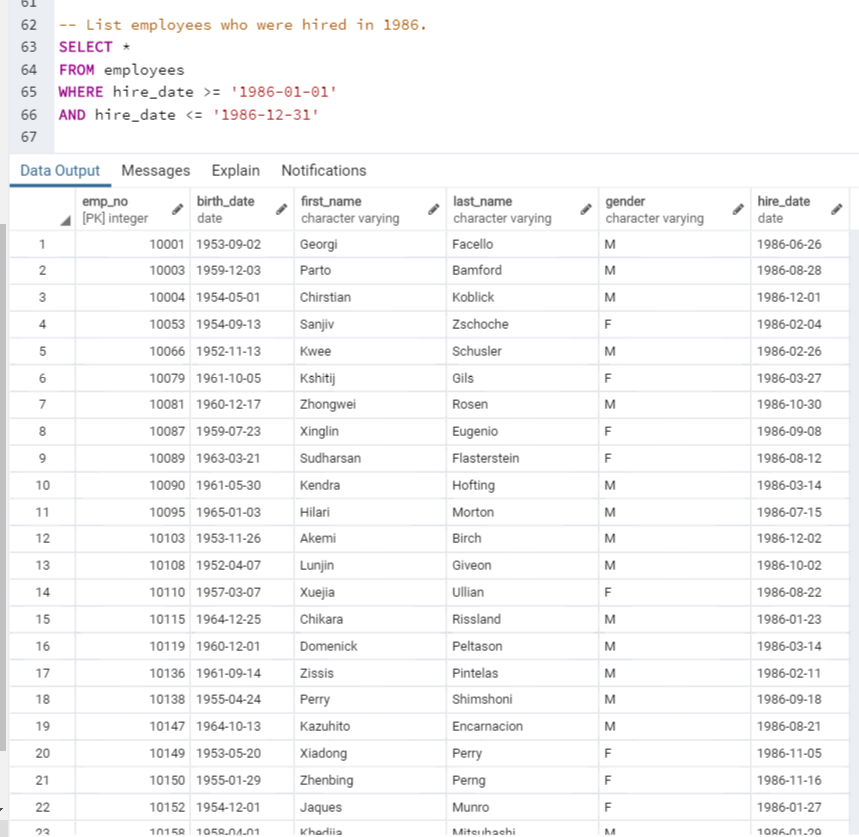 61
62 -- List employees who were hired in 1986.
63 SELECT *
64 FROM employees
65 WHERE hire_date >= '1986-01-01'
66 AND hire_date <= '1986-12-31'
67
Data Output Messages Explain Notifications
emp_no birth_date first_name last_name gender hire_date
[PK] integer date character varying character varying character varying date
1 10001 1953-09-02 Georgi Facello M 1986-06-26
2 10003 1959-12-03 Parto Bamford M 1986-08-28
3 10004 1954-05-01 Chirstian Koblick M 1986-12-01
4 10053 1954-09-13 Sanjiv Zschoche F 1986-02-04
5 10066 1952-11-13 Kwee Schusler M 1986-02-26
6 10079 1961-10-05 Kshitij Gils F 1986-03-27
7 10081 1960-12-17 Zhongwei Rosen M 1986-10-30
8 10087 1959-07-23 Xinglin Eugenio F 1986-09-08
9 10089 1963-03-21 Sudharsan Flasterstein F 1986-08-12
10 10090 1961-05-30 Kendra Hofting M 1986-03-14
11 10095 1965-01-03 Hilari Morton M 1986-07-15
12 10103 1953-11-26 Akemi Birch M 1986-12-02
13 10108 1952-04-07 Lunjin Giveon M 1986-10-02
14 10110 1957-03-07 Xuejia Ullian F 1986-08-22
15 10115 1964-12-25 Chikara Rissland M 1986-01-23
16 10119 1960-12-01 Domenick Peltason M 1986-03-14
17 10136 1961-09-14 Zissis Pintelas M 1986-02-11
18 10138 1955-04-24 Perry Shimshoni M 1986-09-18
19 10147 1964-10-13 Kazuhito Encarnacion M 1986-08-21
20 10149 1953-05-20 Xiadong Perry F 1986-11-05
21 10150 1955-01-29 Zhenbing Perng F 1986-11-16
22 10152 1954-12-01 Jaques Munro F 1986-01-27
23 10158 1958-04-01 Khedija Mitsuhashi M 1986-01-29